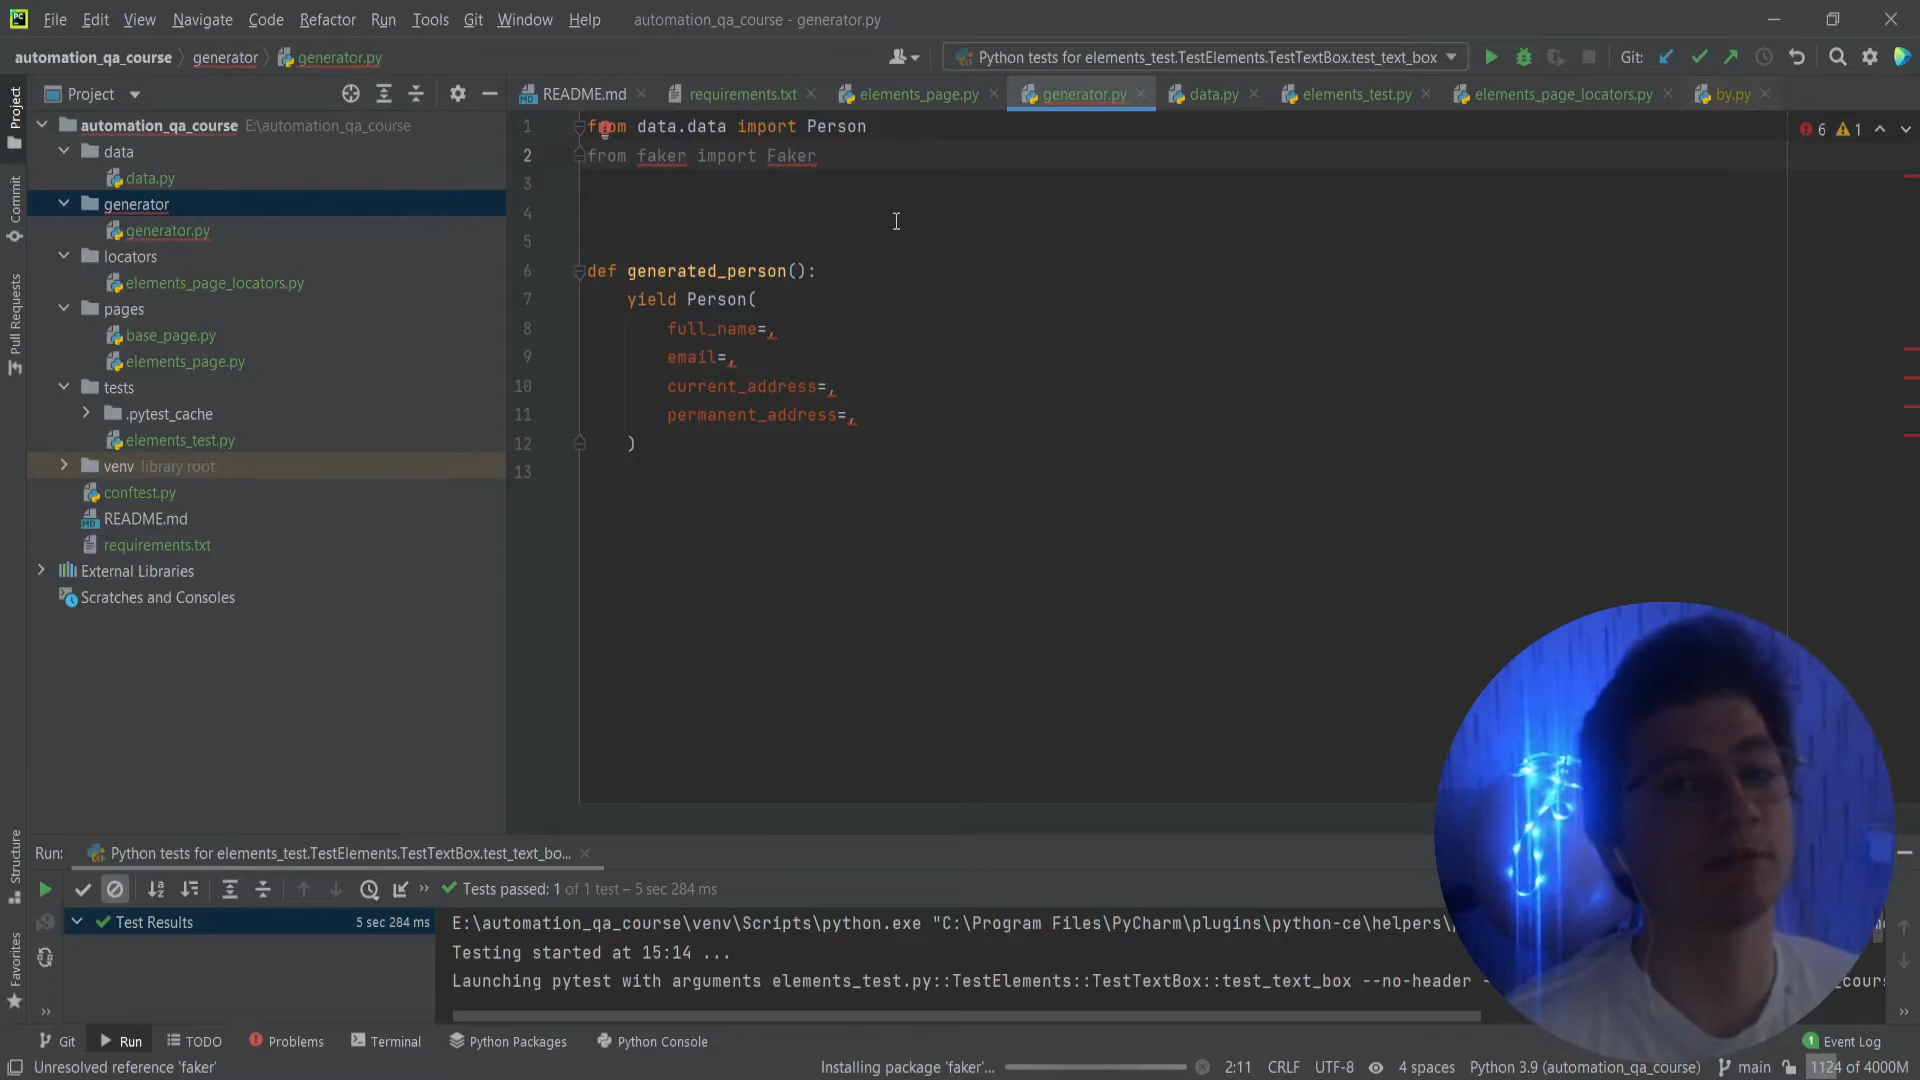 File Edit View Navigate Code Refactor Run Tools Git Window Help automation_qa_course - generator.py
automation_qa_course generator generator.py Python tests for elements_test.TestElements.TestTextBox.test_text_box Git:
Project README.md requirements.txt elements_page.py generator.py data.py elements_test.py elements_page_locators.py by.py
automation_qa_course E:\automation_qa_course
data
data.py
generator
generator.py
locators
elements_page_locators.py
pages
base_page.py
elements_page.py
tests
.pytest_cache
elements_test.py
venv library root
conftest.py
README.md
requirements.txt
External Libraries
Scratches and Consoles
Project
Commit
Pull Requests
Structure
Favorites
1 from data.data import Person
2 from faker import Faker
3
4
5
6 def generated_person():
7 yield Person(
8 full_name=,
9 email=,
10 current_address=,
11 permanent_address=,
12 )
13
6 1
Run: Python tests for elements_test.TestElements.TestTextBox.test_text_bo...
Tests passed: 1 of 1 test – 5 sec 284 ms
Test Results 5 sec 284 ms
E:\automation_qa_course\venv\Scripts\python.exe "C:\Program Files\PyCharm\plugins\python-ce\helpers\
Testing started at 15:14 ...
Launching pytest with arguments elements_test.py::TestElements::TestTextBox::test_text_box --no-header
Git Run TODO Problems Terminal Python Packages Python Console 1 Event Log
Unresolved reference 'faker' Installing package 'faker'... 2:11 CRLF UTF-8 4 spaces Python 3.9 (automation_qa_course) main 1124 of 4000M